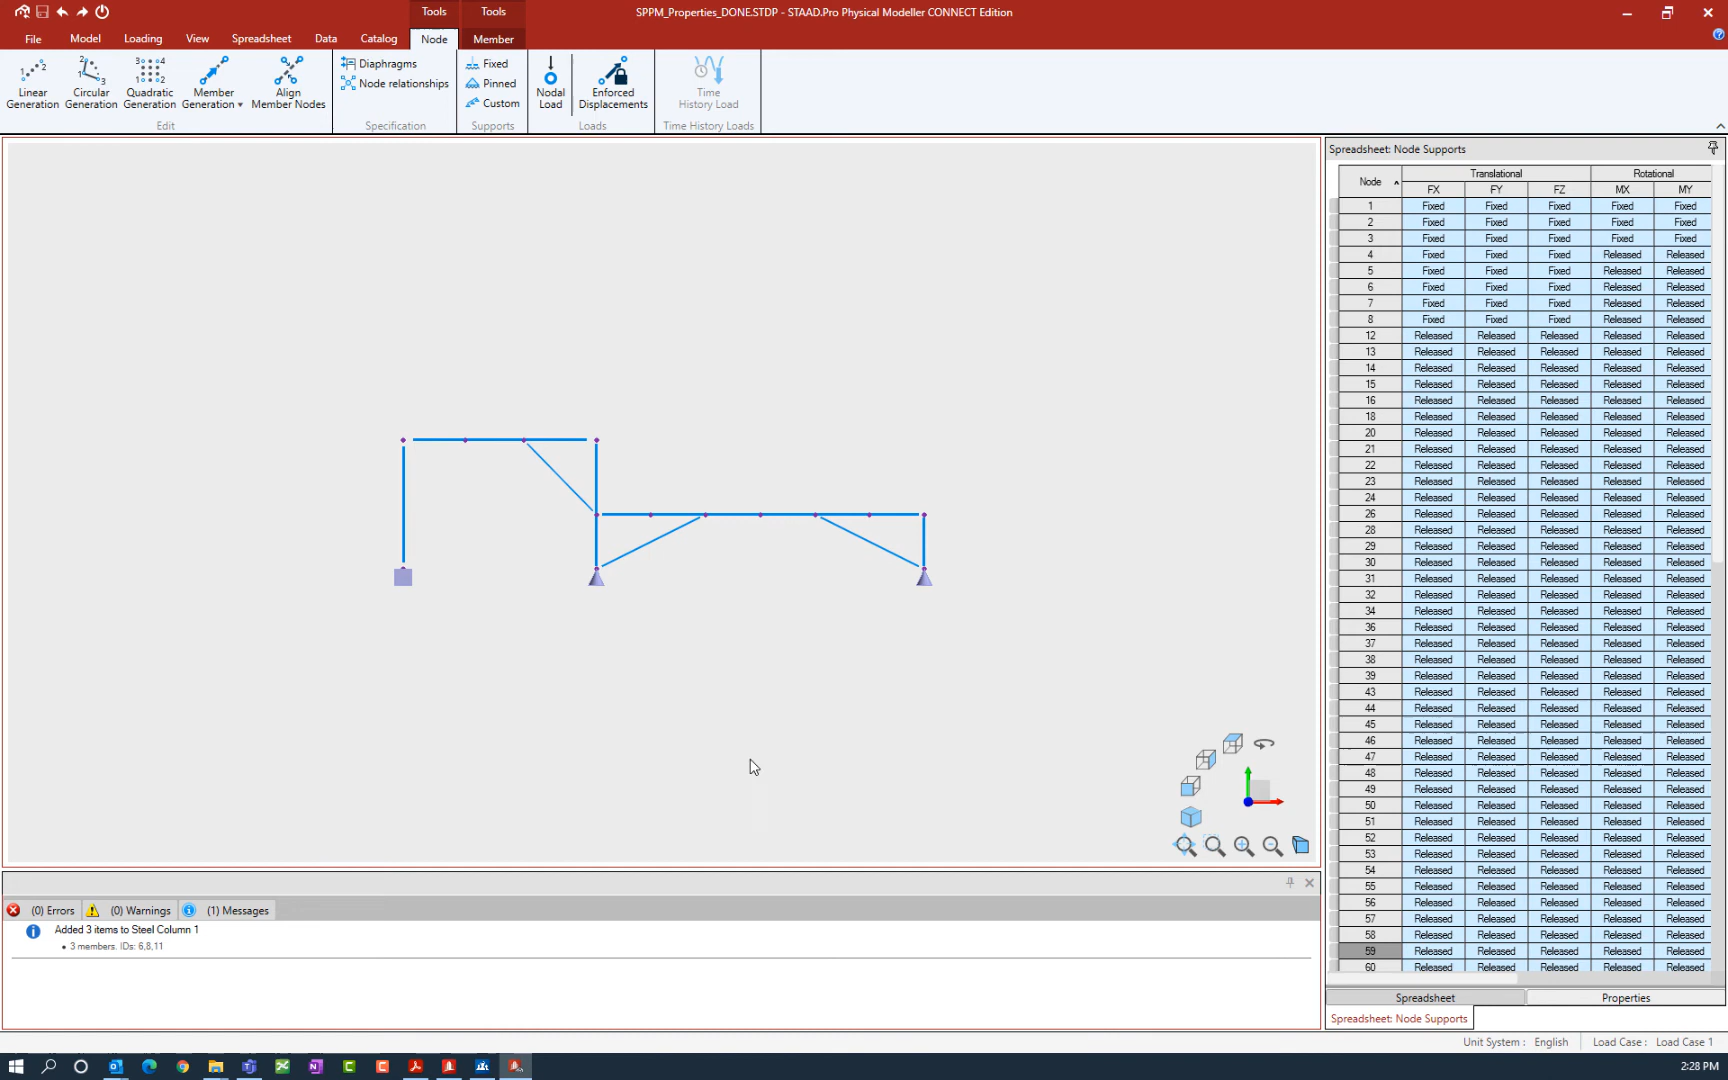 Tools
Tools
SPPM_Properties_DONE.STDP - STAAD.Pro Physical Modeller CONNECT Edition
File
Model
Loading
View
Spreadsheet
Data
Catalog
Node
Member
Linear Generation
Circular Generation
Quadratic Generation
Member Generation
Align Member Nodes
Edit
Diaphragms
Node relationships
Specification
Fixed
Pinned
Custom
Supports
Nodal Load
Enforced Displacements
Loads
Time History Load
Time History Loads
Spreadsheet: Node Supports
Node Translational Rotational
FX FY FZ MX MY
1 Fixed Fixed Fixed Fixed Fixed
2 Fixed Fixed Fixed Fixed Fixed
3 Fixed Fixed Fixed Fixed Fixed
4 Fixed Fixed Fixed Released Released
5 Fixed Fixed Fixed Released Released
6 Fixed Fixed Fixed Released Released
7 Fixed Fixed Fixed Released Released
8 Fixed Fixed Fixed Released Released
12 Released Released Released Released Released
13 Released Released Released Released Released
14 Released Released Released Released Released
15 Released Released Released Released Released
16 Released Released Released Released Released
18 Released Released Released Released Released
20 Released Released Released Released Released
21 Released Released Released Released Released
22 Released Released Released Released Released
23 Released Released Released Released Released
24 Released Released Released Released Released
26 Released Released Released Released Released
28 Released Released Released Released Released
29 Released Released Released Released Released
30 Released Released Released Released Released
31 Released Released Released Released Released
32 Released Released Released Released Released
34 Released Released Released Released Released
36 Released Released Released Released Released
37 Released Released Released Released Released
38 Released Released Released Released Released
39 Released Released Released Released Released
43 Released Released Released Released Released
44 Released Released Released Released Released
45 Released Released Released Released Released
46 Released Released Released Released Released
47 Released Released Released Released Released
48 Released Released Released Released Released
49 Released Released Released Released Released
50 Released Released Released Released Released
51 Released Released Released Released Released
52 Released Released Released Released Released
53 Released Released Released Released Released
54 Released Released Released Released Released
55 Released Released Released Released Released
56 Released Released Released Released Released
57 Released Released Released Released Released
58 Released Released Released Released Released
59 Released Released Released Released Released
60 Released Released Released Released Released
Spreadsheet
Properties
Spreadsheet: Node Supports
(0) Errors
(0) Warnings
(1) Messages
Added 3 items to Steel Column 1
• 3 members. IDs: 6,8,11
Unit System : English
Load Case : Load Case 1
2:28 PM